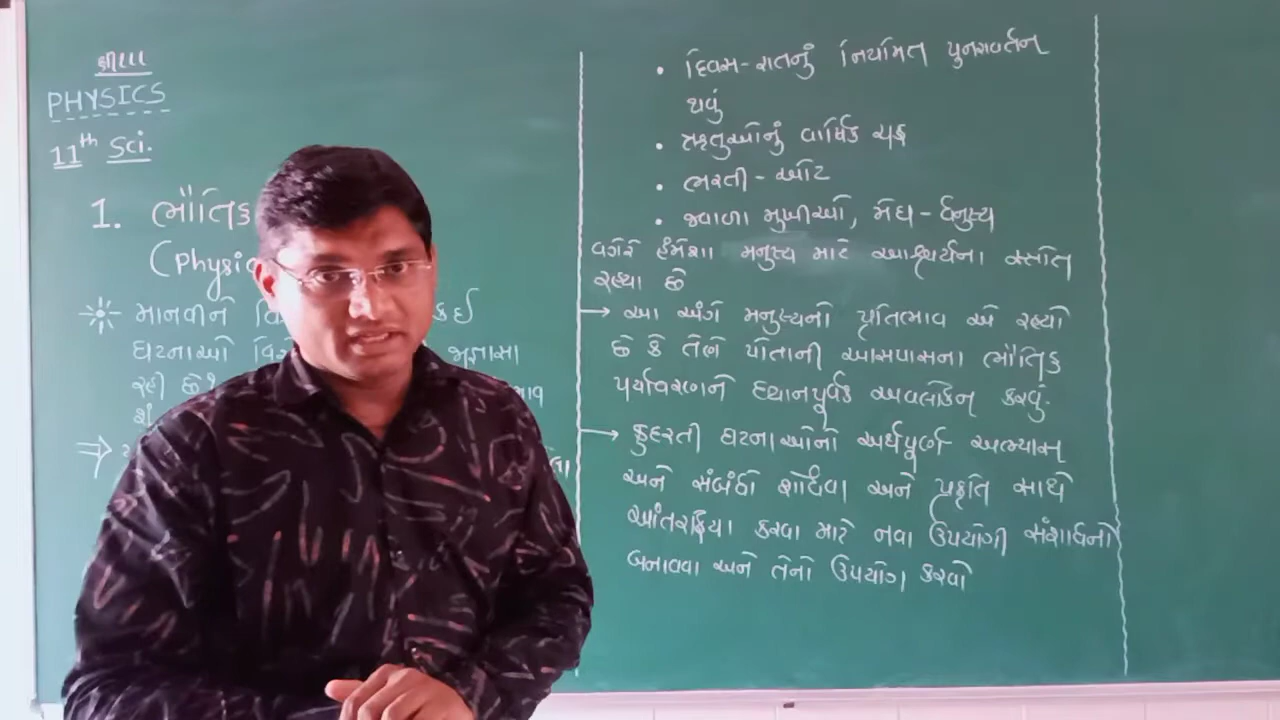 PHYSICS
11th Sci.
1. ભૌતિક
(Physic
માનવીને કઈ
ઘટનાઓ જીજ્ઞાસા
રહી છે?
• દિવસ-રાતનું નિયમિત પુનરાવર્તન
થવું
• ઋતુઓનું વાર્ષિક ચક્ર
• ભરતી - ઓટ
• જ્વાળા મુખીઓ, મેઘ - ધનુષ્ય
વગેરે હંમેશા મનુષ્ય માટે આશ્ચર્યના સ્ત્રોત
રહ્યા છે
→ આ અંગે મનુષ્યનો પ્રતિભાવ એ રહ્યો
છે કે તેણે પોતાની આસપાસના ભૌતિક
પર્યાવરણને ધ્યાનપૂર્વક અવલોકન કરવું.
→ કુદરતી ઘટનાઓનો અર્થપૂર્ણ અભ્યાસ
અને સંબંધો શોધવા અને પ્રકૃતિ સાથે
આંતરક્રિયા કરવા માટે નવા ઉપયોગી સંશાધનો
બનાવવા અને તેનો ઉપયોગ કરવો